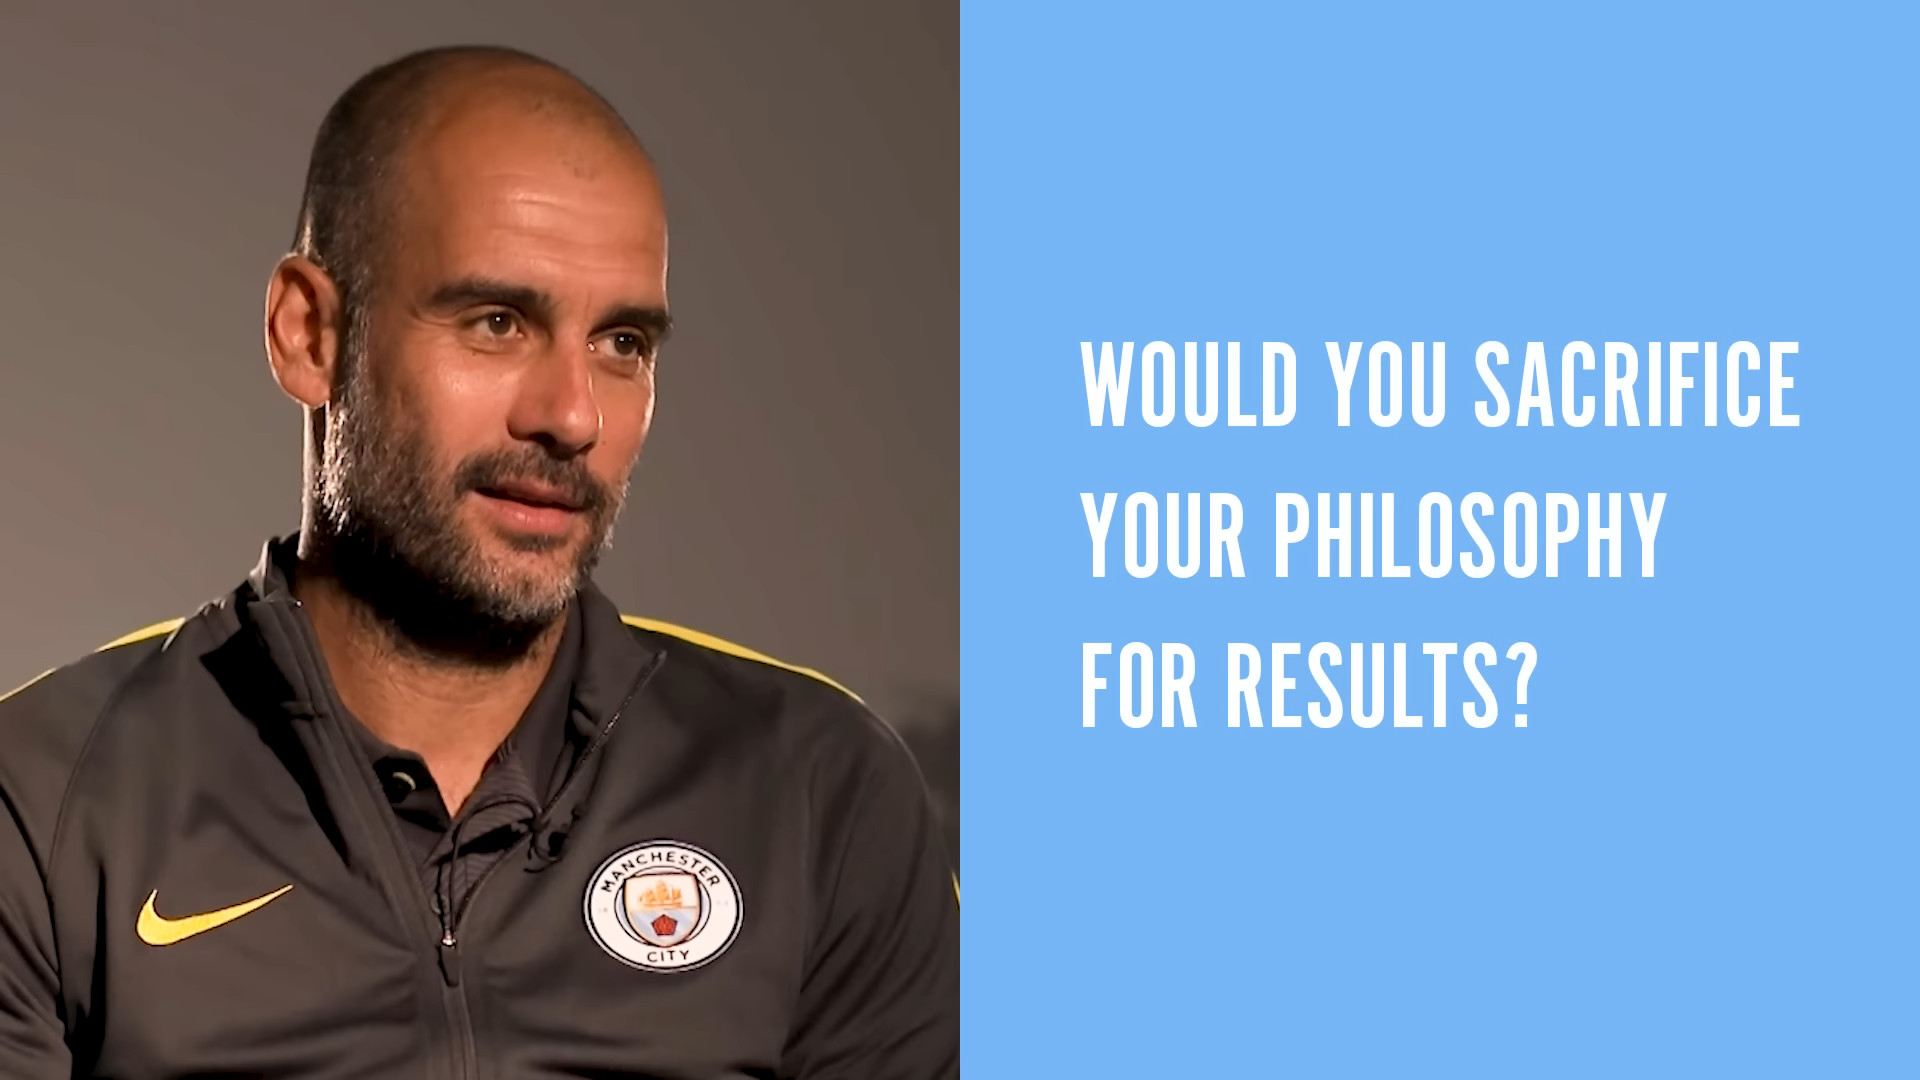 WOULD YOU SACRIFICE
YOUR PHILOSOPHY
FOR RESULTS?
MANCHESTER
CITY